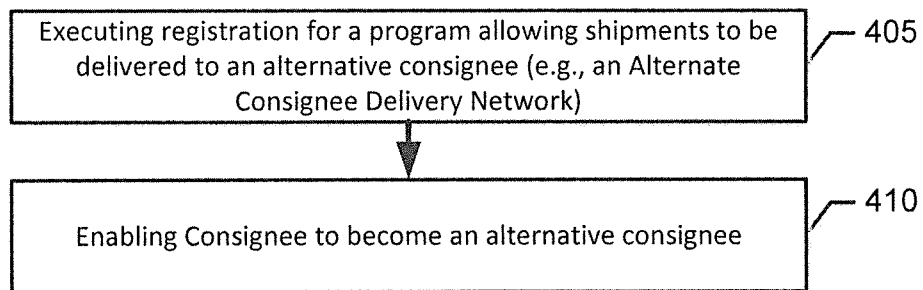 Executing registration for a program allowing shipments to be
delivered to an alternative consignee (e.g., an Alternate
Consignee Delivery Network)
405
Enabling Consignee to become an alternative consignee
410